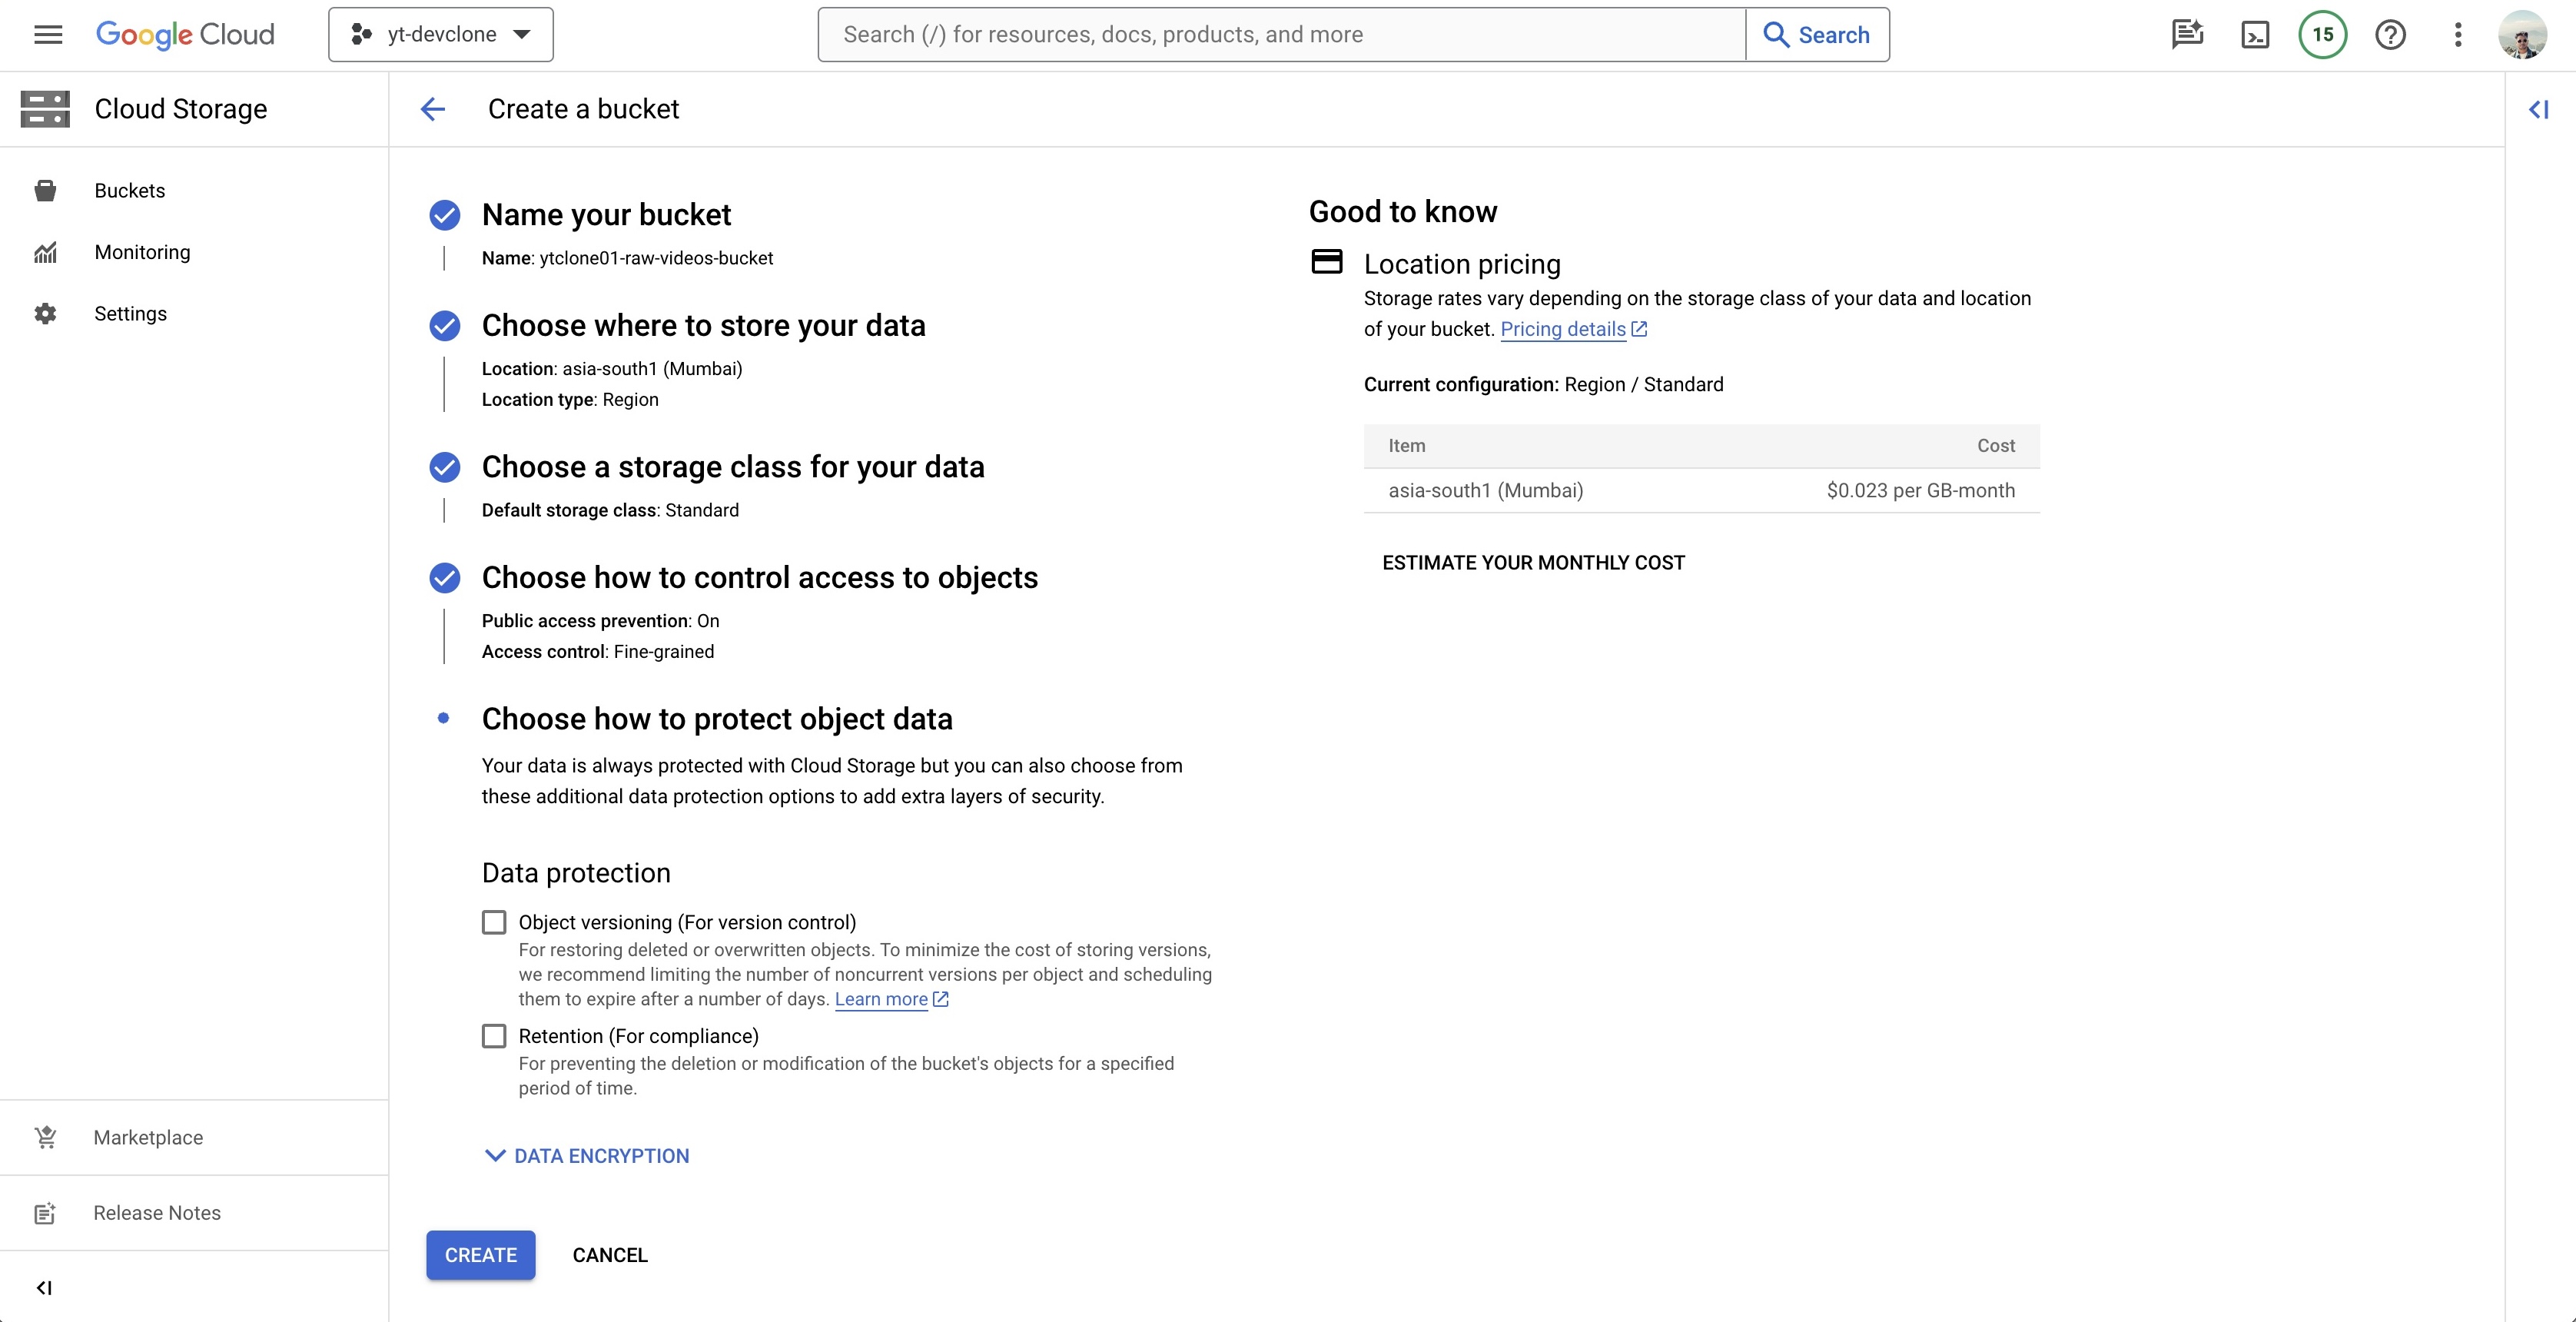 Google Cloud
yt-devclone
Search (/) for resources, docs, products, and more
Search
15
Cloud Storage
Create a bucket
Buckets
Monitoring
Settings
Marketplace
Release Notes
Name your bucket
Name: ytclone01-raw-videos-bucket
Choose where to store your data
Location: asia-south1 (Mumbai)
Location type: Region
Choose a storage class for your data
Default storage class: Standard
Choose how to control access to objects
Public access prevention: On
Access control: Fine-grained
Choose how to protect object data
Your data is always protected with Cloud Storage but you can also choose from
these additional data protection options to add extra layers of security.
Data protection
Object versioning (For version control)
For restoring deleted or overwritten objects. To minimize the cost of storing versions,
we recommend limiting the number of noncurrent versions per object and scheduling
them to expire after a number of days. Learn more
Retention (For compliance)
For preventing the deletion or modification of the bucket's objects for a specified
period of time.
DATA ENCRYPTION
CREATE
CANCEL
Good to know
Location pricing
Storage rates vary depending on the storage class of your data and location
of your bucket. Pricing details
Current configuration: Region / Standard
Item Cost
asia-south1 (Mumbai) $0.023 per GB-month
ESTIMATE YOUR MONTHLY COST